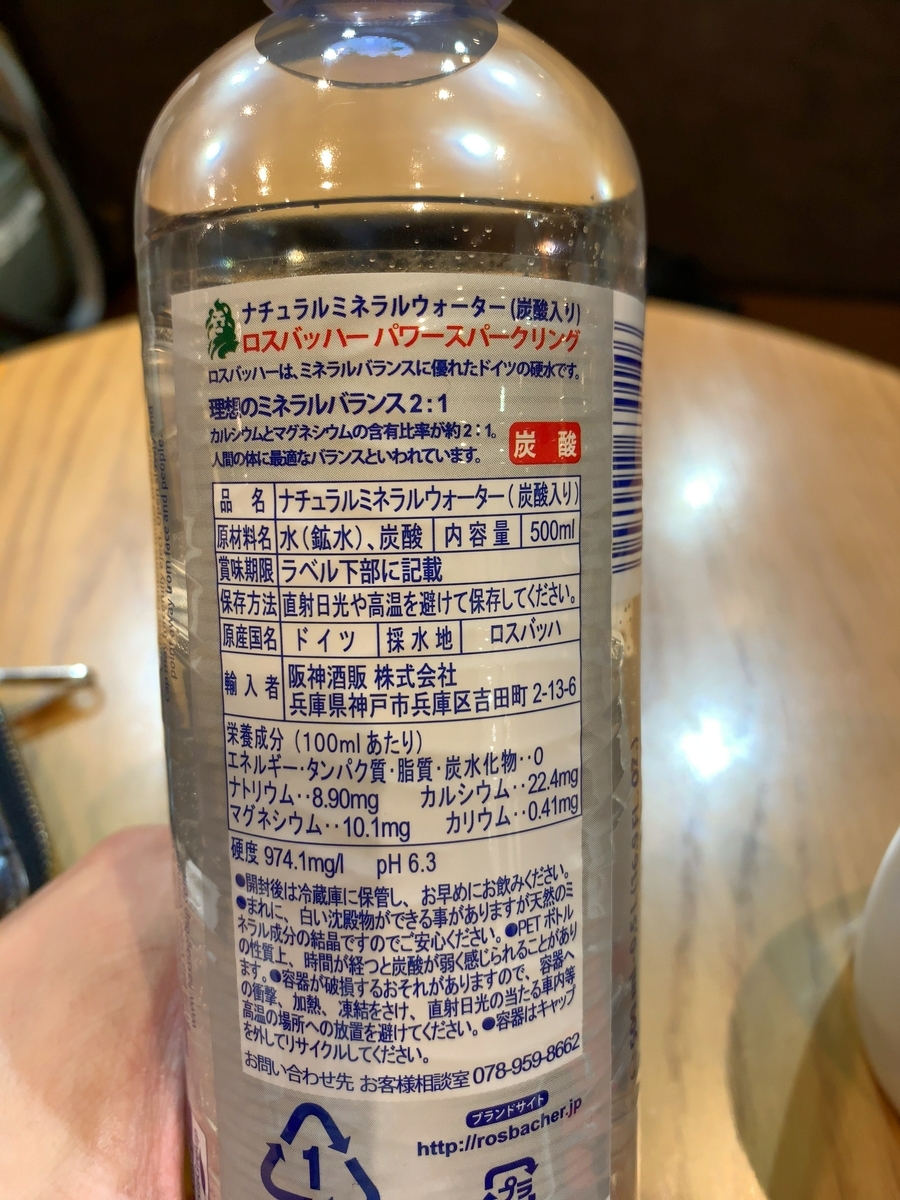 ナチュラルミネラルウォーター(炭酸入り)
ロスバッハー パワースパークリング
ロスバッハーは、ミネラルバランスに優れたドイツの硬水です。
理想のミネラルバランス2:1
カルシウムとマグネシウムの含有比率が約2:1。
人間の体に最適なバランスといわれています。
炭 酸
品 名 ナチュラルミネラルウォーター(炭酸入り)
原材料名 水(鉱水)、炭酸 内容量 500ml
賞味期限 ラベル下部に記載
保存方法 直射日光や高温を避けて保存してください。
原産国名 ドイツ 採水地 ロスバッハ
輸入者 阪神酒販 株式会社
兵庫県神戸市兵庫区吉田町 2-13-6
栄養成分(100mlあたり)
エネルギー・タンパク質・脂質・炭水化物‥0
ナトリウム‥8.90mg カルシウム‥22.4mg
マグネシウム‥10.1mg カリウム‥0.41mg
硬度 974.1mg/l pH 6.3
●開封後は冷蔵庫に保管し、お早めにお飲みください。
●まれに、白い沈殿物ができる事がありますが天然のミ
ネラル成分の結晶ですのでご安心ください。●PETボトル
の性質上、時間が経つと炭酸が弱く感じられることがあり
ます。●容器が破損するおそれがありますので、容器へ
の衝撃、加熱、凍結をさけ、直射日光の当たる車内等
高温の場所への放置を避けてください。●容器はキャップ
を外してリサイクルしてください。
お問い合わせ先 お客様相談室 078-959-8662
ブランドサイト
http://rosbacher.jp
1
プラ